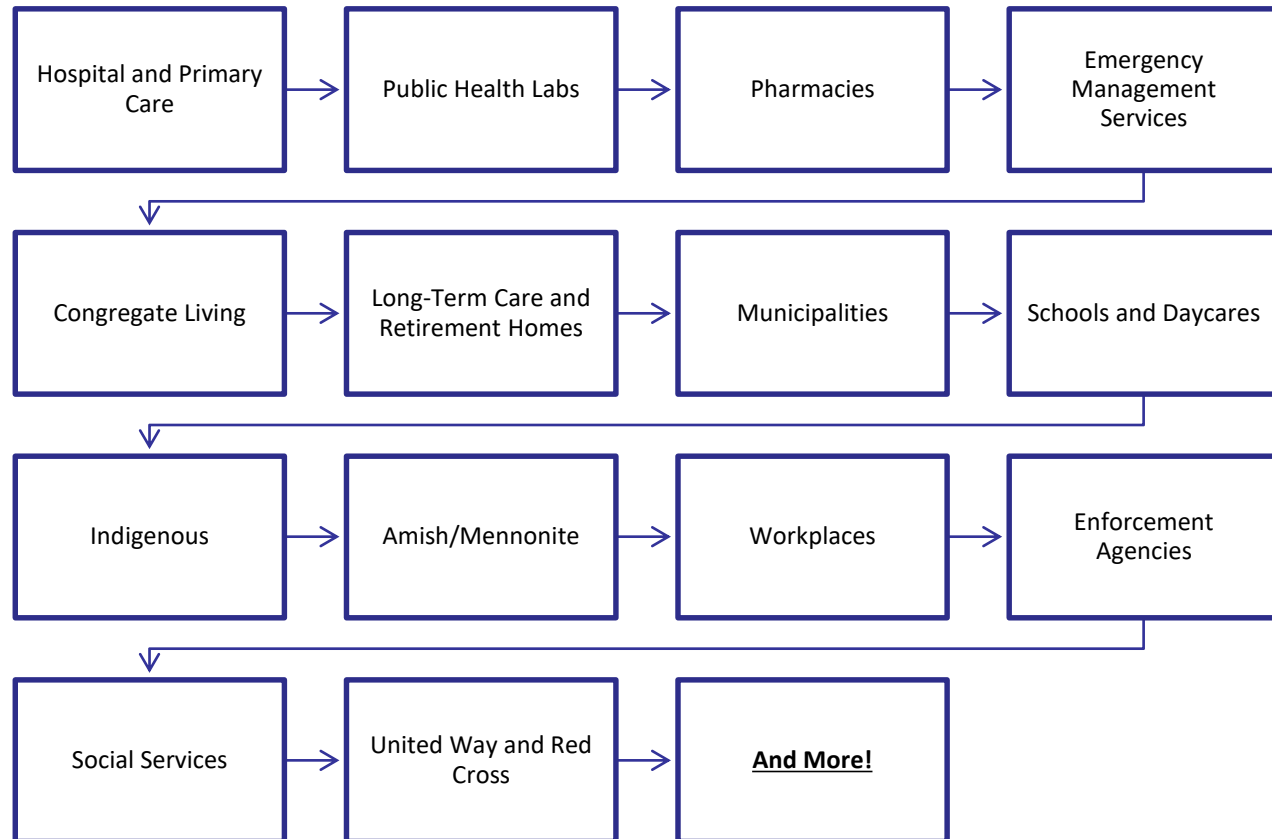 Hospital and Primary
Care
Public Health Labs
Pharmacies
Emergency
Management
Services
Congregate Living
Long-Term Care and
Retirement Homes
Municipalities
Schools and Daycares
Indigenous
Amish/Mennonite
Workplaces
Enforcement
Agencies
Social Services
United Way and Red
Cross
And More!